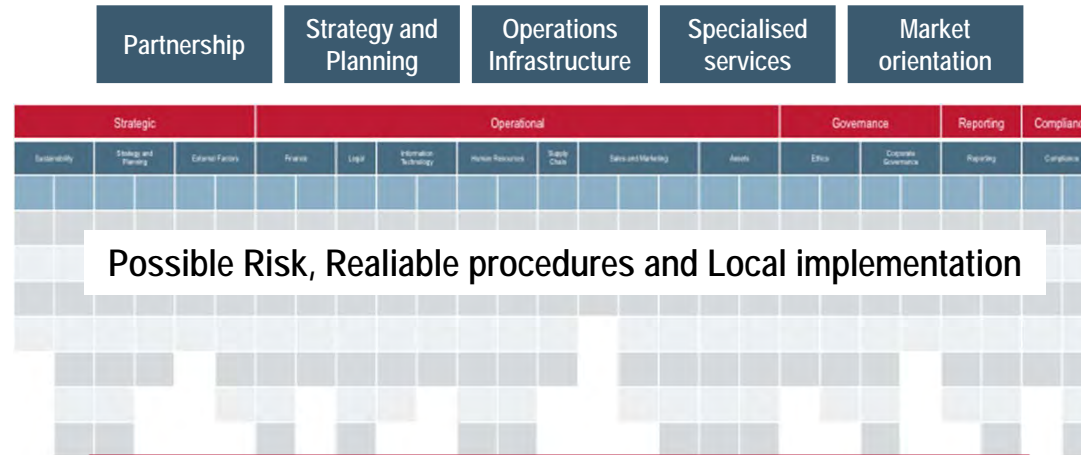 Partnership
Strategy and
Planning
Operations
Infrastructure
Specialised
services
Market
orientation
Strategic
Operational
Governance
Reporting
Complianc
Sustainability
Strategy and
Planning
External Factors
Finance
Legal
Information
Technology
Human Resources
Supply
Chain
Sales and Marketing
Assets
Ethics
Corporate
Governance
Reporting
Compliance
Possible Risk, Realiable procedures and Local implementation